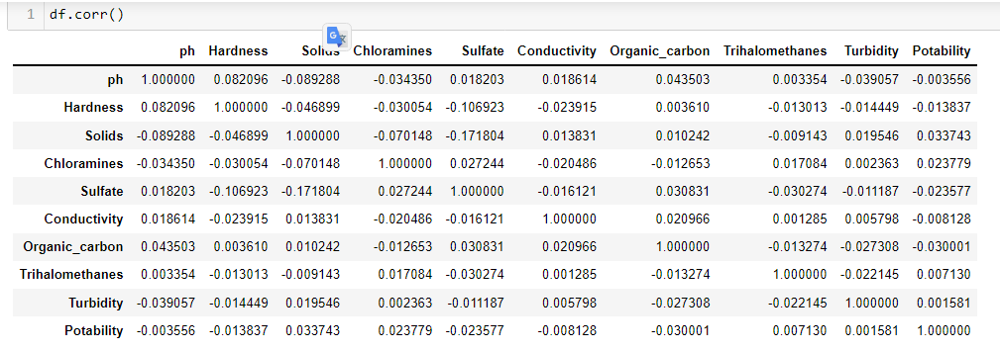 1 df.corr()
ph Hardness Solids Chloramines Sulfate Conductivity Organic_carbon Trihalomethanes Turbidity Potability
ph 1.000000 0.082096 -0.089288 -0.034350 0.018203 0.018614 0.043503 0.003354 -0.039057 -0.003556
Hardness 0.082096 1.000000 -0.046899 -0.030054 -0.106923 -0.023915 0.003610 -0.013013 -0.014449 -0.013837
Solids -0.089288 -0.046899 1.000000 -0.070148 -0.171804 0.013831 0.010242 -0.009143 0.019546 0.033743
Chloramines -0.034350 -0.030054 -0.070148 1.000000 0.027244 -0.020486 -0.012653 0.017084 0.002363 0.023779
Sulfate 0.018203 -0.106923 -0.171804 0.027244 1.000000 -0.016121 0.030831 -0.030274 -0.011187 -0.023577
Conductivity 0.018614 -0.023915 0.013831 -0.020486 -0.016121 1.000000 0.020966 0.001285 0.005798 -0.008128
Organic_carbon 0.043503 0.003610 0.010242 -0.012653 0.030831 0.020966 1.000000 -0.013274 -0.027308 -0.030001
Trihalomethanes 0.003354 -0.013013 -0.009143 0.017084 -0.030274 0.001285 -0.013274 1.000000 -0.022145 0.007130
Turbidity -0.039057 -0.014449 0.019546 0.002363 -0.011187 0.005798 -0.027308 -0.022145 1.000000 0.001581
Potability -0.003556 -0.013837 0.033743 0.023779 -0.023577 -0.008128 -0.030001 0.007130 0.001581 1.000000